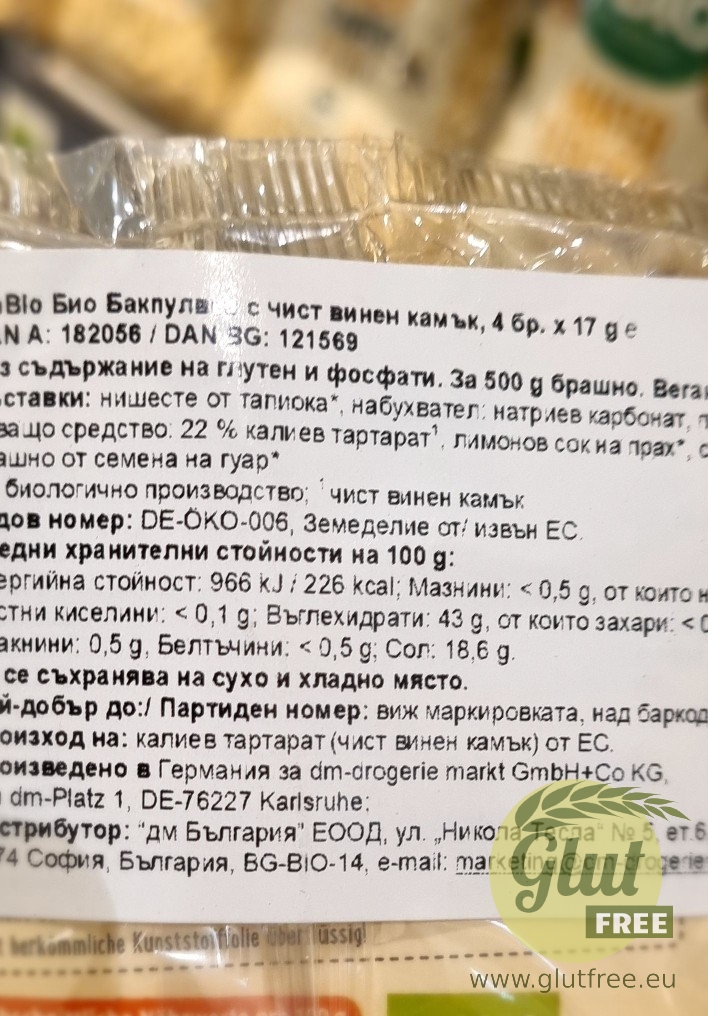 Bio Био Бакпулв с чист винен камък, 4 бр. x 17 g e
N A: 182056 / DAN BG: 121569
з съдържание на глутен и фосфати. За 500 g брашно. Вега
ставки: нишесте от тапиока*, набухвател: натриев карбонат, п
ващо средство: 22 % калиев тартарат¹, лимонов сок на прах*, с
ашно от семена на гуар*
биологично производство; ¹чист винен камък
дов номер: DE-ÖKO-006, Земеделие от/ извън ЕС.
едни хранителни стойности на 100 g:
ергийна стойност: 966 kJ / 226 kcal; Мазнини: < 0,5 g, от които н
стни киселини: < 0,1 g; Въглехидрати: 43 g, от които захари: < 0
акнини: 0,5 g, Белтъчини: < 0,5 g; Сол: 18,6 g.
се съхранява на сухо и хладно място.
й-добър до:/ Партиден номер: виж маркировката, над баркод
оизход на: калиев тартарат (чист винен камък) от ЕС.
оизведено в Германия за dm-drogerie markt GmbH+Co KG,
dm-Platz 1, DE-76227 Karlsruhe;
стрибутор: "дм България" ЕООД, ул. „Никола Тесла" № 5, ет.6
74 София, България, BG-BIO-14, e-mail: marketing@dm-drogerie
Glut
FREE
herkömmliche Kunststofffolie überflüssig!
www.glutfree.eu